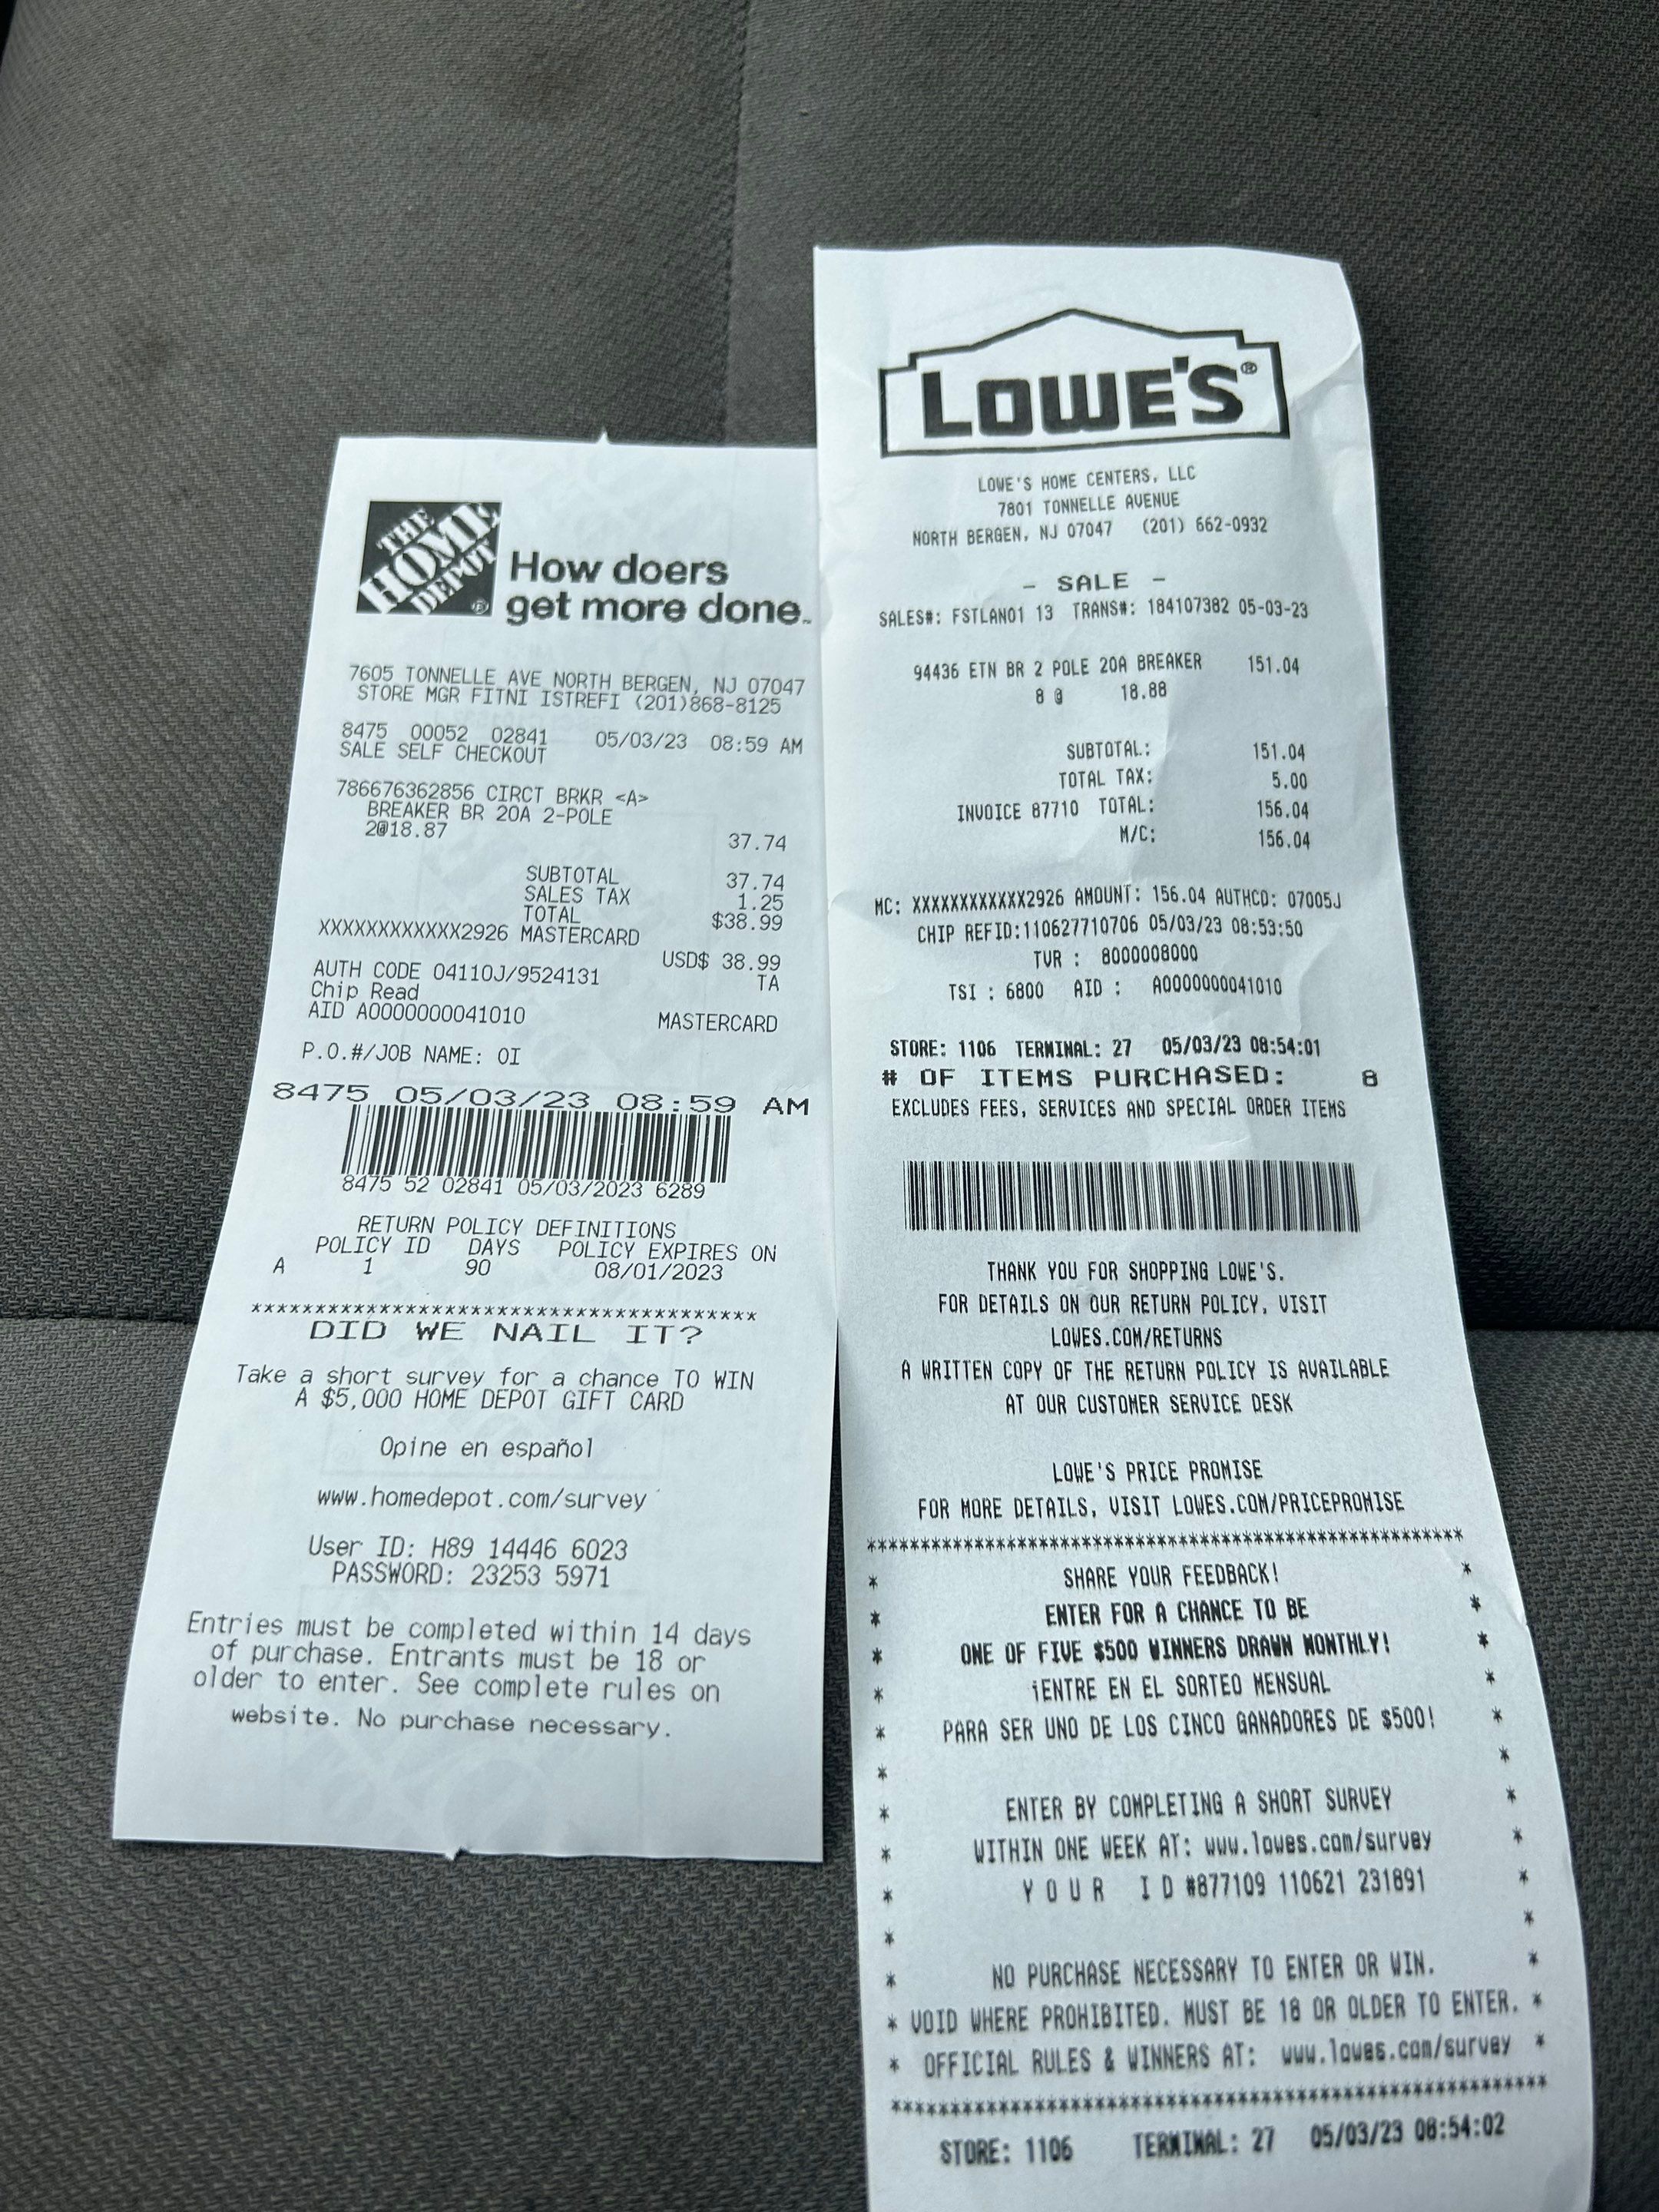 THE
HOME
DEPOT
®
How doers
get more done™
7605 TONNELLE AVE NORTH BERGEN, NJ 07047
STORE MGR FITNI ISTREFI (201)868-8125
8475 00052 02841 05/03/23 08:59 AM
SALE SELF CHECKOUT
786676362856 CIRCT BRKR <A>
BREAKER BR 20A 2-POLE
2@18.87 37.74
SUBTOTAL 37.74
SALES TAX 1.25
TOTAL $38.99
XXXXXXXXXXXX2926 MASTERCARD
USD$ 38.99
AUTH CODE 04110J/9524131 TA
Chip Read
AID A0000000041010 MASTERCARD
P.O.#/JOB NAME: OI
8475 05/03/23 08:59 AM
8475 52 02841 05/03/2023 6289
RETURN POLICY DEFINITIONS
POLICY ID DAYS POLICY EXPIRES ON
A 1 90 08/01/2023
****************************************
DID WE NAIL IT?
Take a short survey for a chance TO WIN
A $5,000 HOME DEPOT GIFT CARD
Opine en español
www.homedepot.com/survey
User ID: H89 14446 6023
PASSWORD: 23253 5971
Entries must be completed within 14 days
of purchase. Entrants must be 18 or
older to enter. See complete rules on
website. No purchase necessary.
LOWE'S®
LOWE'S HOME CENTERS, LLC
7801 TONNELLE AVENUE
NORTH BERGEN, NJ 07047 (201) 662-0932
- SALE -
SALES#: FSTLAN01 13 TRANS#: 184107382 05-03-23
94436 ETN BR 2 POLE 20A BREAKER 151.04
8 @ 18.88
SUBTOTAL: 151.04
TOTAL TAX: 5.00
INVOICE 87710 TOTAL: 156.04
M/C: 156.04
MC: XXXXXXXXXXXX2926 AMOUNT: 156.04 AUTHCD: 07005J
CHIP REFID:110627710706 05/03/23 08:53:50
TVR : 8000008000
TSI : 6800 AID : A0000000041010
STORE: 1106 TERMINAL: 27 05/03/23 08:54:01
# OF ITEMS PURCHASED: 8
EXCLUDES FEES, SERVICES AND SPECIAL ORDER ITEMS
THANK YOU FOR SHOPPING LOWE'S.
FOR DETAILS ON OUR RETURN POLICY, VISIT
LOWES.COM/RETURNS
A WRITTEN COPY OF THE RETURN POLICY IS AVAILABLE
AT OUR CUSTOMER SERVICE DESK
LOWE'S PRICE PROMISE
FOR MORE DETAILS, VISIT LOWES.COM/PRICEPROMISE
********************************************************
* SHARE YOUR FEEDBACK! *
* ENTER FOR A CHANCE TO BE *
* ONE OF FIVE $500 WINNERS DRAWN MONTHLY! *
* ¡ENTRE EN EL SORTEO MENSUAL *
* PARA SER UNO DE LOS CINCO GANADORES DE $500! *
* *
* ENTER BY COMPLETING A SHORT SURVEY *
* WITHIN ONE WEEK AT: www.lowes.com/survey *
* Y O U R I D #877109 110621 231891 *
* *
* NO PURCHASE NECESSARY TO ENTER OR WIN. *
* VOID WHERE PROHIBITED. MUST BE 18 OR OLDER TO ENTER. *
* OFFICIAL RULES & WINNERS AT: www.lowes.com/survey *
********************************************************
STORE: 1106 TERMINAL: 27 05/03/23 08:54:02